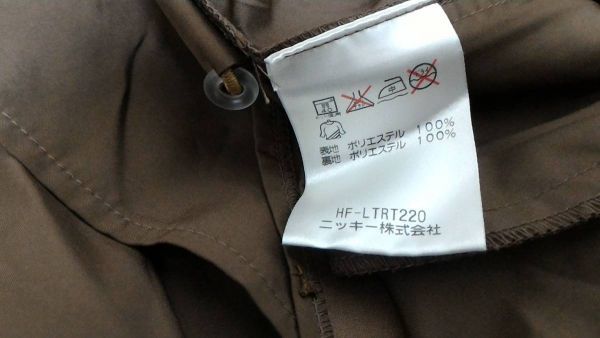 中
表地 ポリエステル 100%
裏地 ポリエステル 100%
HF-LTRT220
ニッキー株式会社